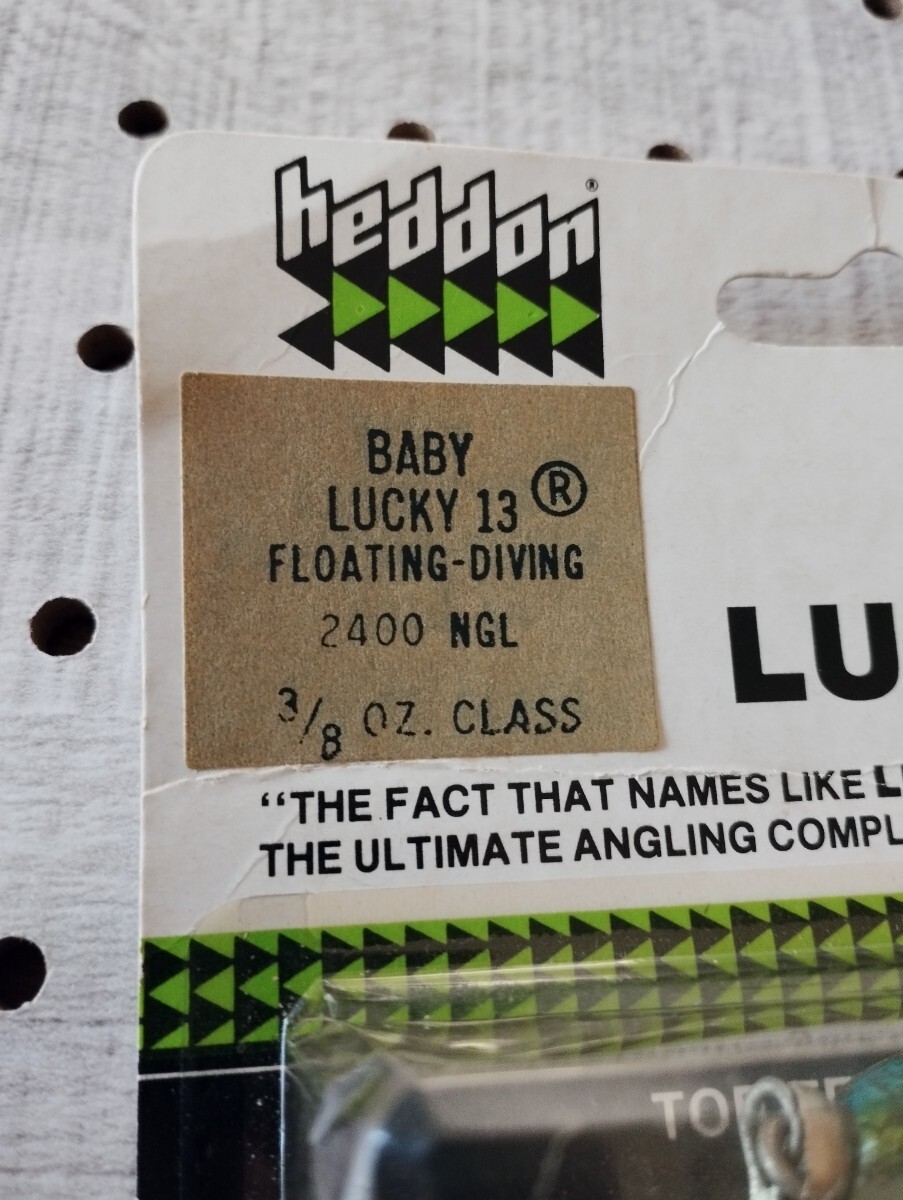 heddon®
BABY
LUCKY 13 ®
FLOATING-DIVING
2400 NGL
3/8 OZ. CLASS
LU
"THE FACT THAT NAMES LIKE L
THE ULTIMATE ANGLING COMPL